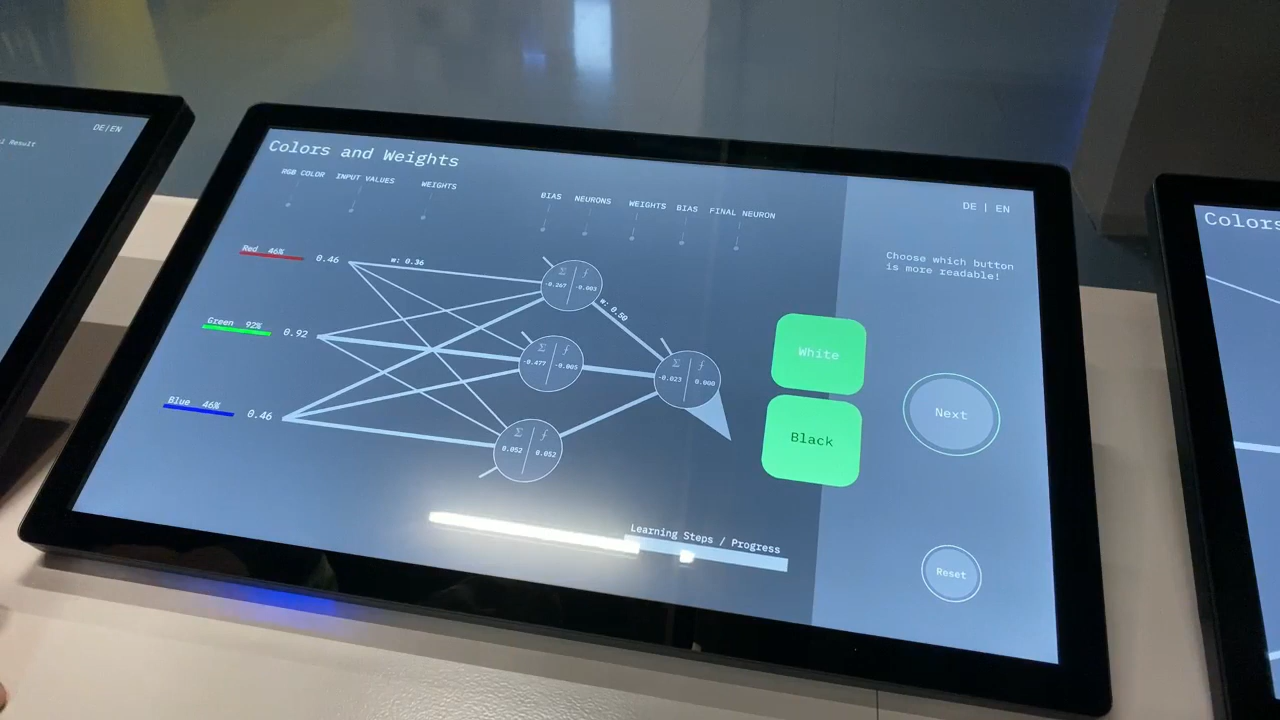 DE|EN
Result
Colors and Weights
RGB COLOR INPUT VALUES WEIGHTS BIAS NEURONS WEIGHTS BIAS FINAL NEURON
DE | EN
Choose which button
is more readable!
Red 46% 0.46
w: 0.36
Σ f
-0.267 -0.003
w: 0.50
Green 92% 0.92
Σ f
-0.477 -0.005
Σ f
-0.023 0.000
Blue 46% 0.46
Σ f
0.052 0.052
White
Black
Next
Learning Steps / Progress
Reset
Colors